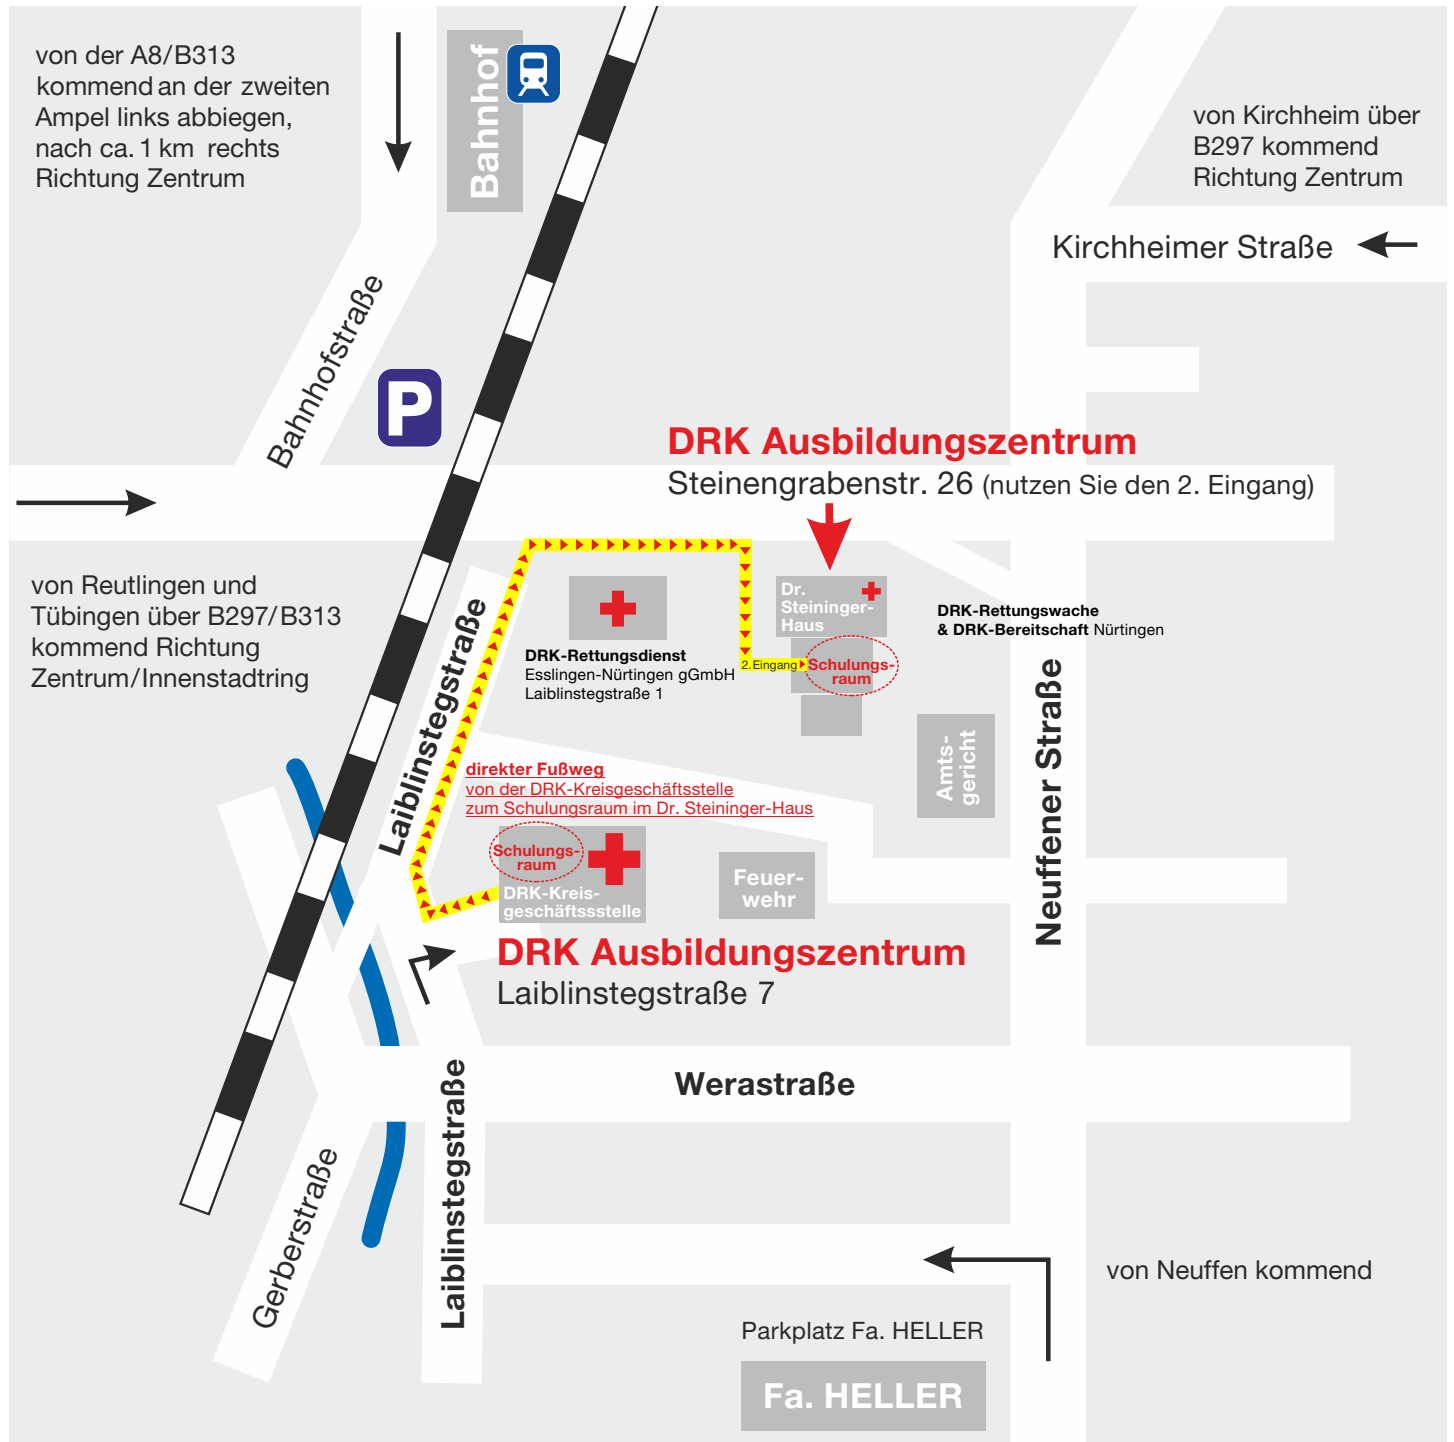 von der A8/B313
kommend an der zweiten
Ampel links abbiegen,
nach ca. 1 km rechts
Richtung Zentrum
Bahnhof
von Kirchheim über
B297 kommend
Richtung Zentrum
Kirchheimer Straße
Bahnhofstraße
P
DRK Ausbildungszentrum
Steinengrabenstr. 26 (nutzen Sie den 2. Eingang)
von Reutlingen und
Tübingen über B297/B313
kommend Richtung
Zentrum/Innenstadtring
Laiblinstegstraße
DRK-Rettungsdienst
Esslingen-Nürtingen gGmbH
Laiblinstegstraße 1
Dr.
Steininger-
Haus
2. Eingang
Schulungs-
raum
DRK-Rettungswache
& DRK-Bereitschaft Nürtingen
Amts-
gericht
Neuffener Straße
direkter Fußweg
von der DRK-Kreisgeschäftsstelle
zum Schulungsraum im Dr. Steininger-Haus
Schulungs-
raum
DRK-Kreis-
geschäftssstelle
Feuer-
wehr
DRK Ausbildungszentrum
Laiblinstegstraße 7
Werastraße
Gerberstraße
Laiblinstegstraße
von Neuffen kommend
Parkplatz Fa. HELLER
Fa. HELLER